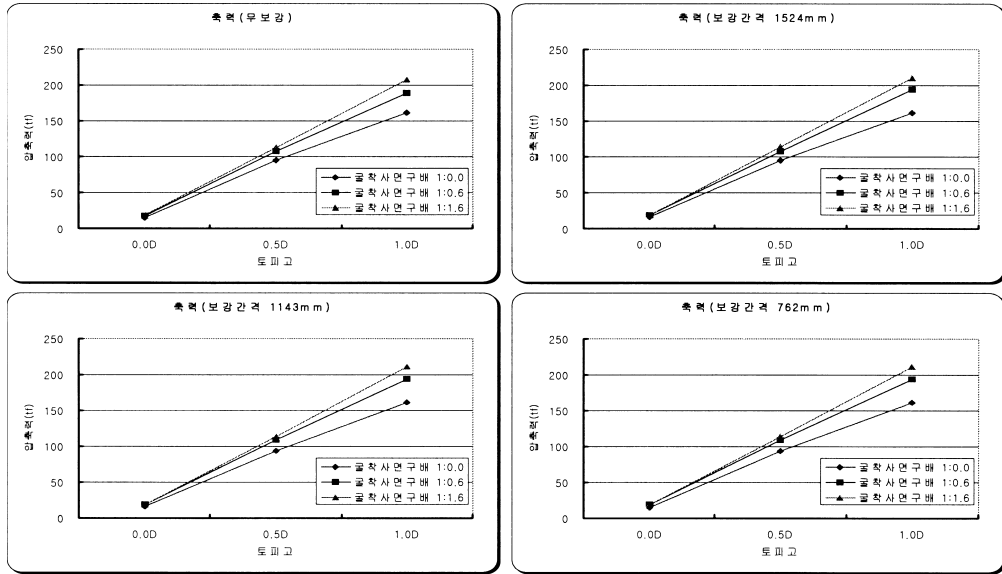 축력(무보강)
250
200
150
100
50
0
압축력(tf)
굴착사면구배 1:0.0
굴착사면구배 1:0.6
굴착사면구배 1:1.6
0.0D 0.5D 1.0D
토피고
축력(보강간격 1524mm)
250
200
150
100
50
0
압축력(tf)
굴착사면구배 1:0.0
굴착사면구배 1:0.6
굴착사면구배 1:1.6
0.0D 0.5D 1.0D
토피고
축력(보강간격 1143mm)
250
200
150
100
50
0
압축력(tf)
굴착사면구배 1:0.0
굴착사면구배 1:0.6
굴착사면구배 1:1.6
0.0D 0.5D 1.0D
토피고
축력(보강간격 762mm)
250
200
150
100
50
0
압축력(tf)
굴착사면구배 1:0.0
굴착사면구배 1:0.6
굴착사면구배 1:1.6
0.0D 0.5D 1.0D
토피고